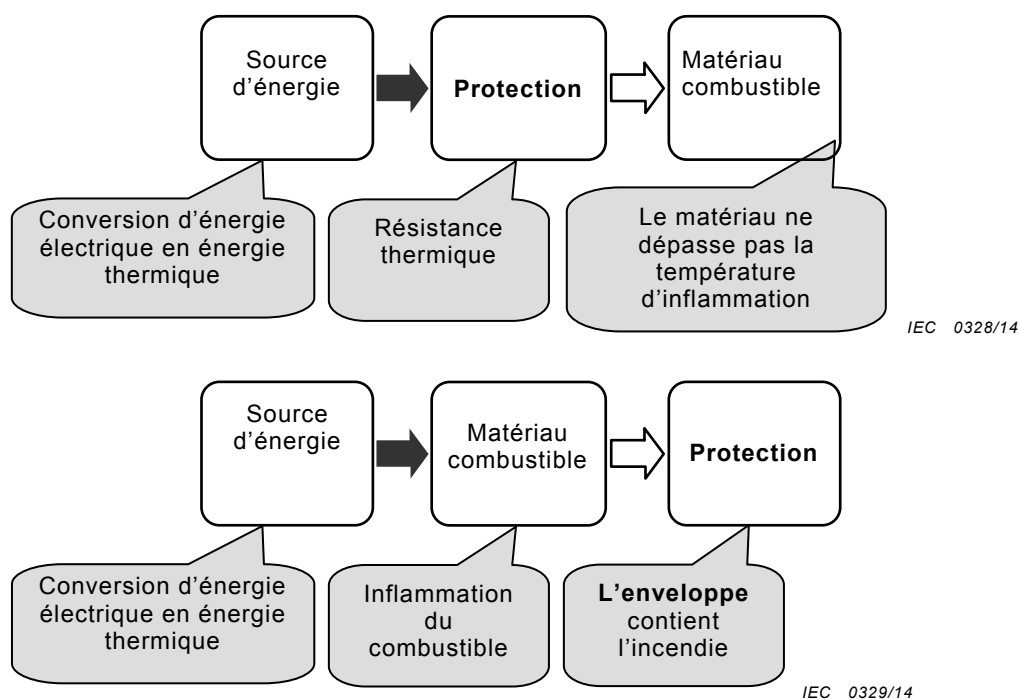 Source
d'énergie
Protection
Matériau
combustible
Conversion d'énergie
électrique en énergie
thermique
Résistance
thermique
Le matériau ne
dépasse pas la
température
d'inflammation
IEC 0328/14
Source
d'énergie
Matériau
combustible
Protection
Conversion d'énergie
électrique en énergie
thermique
Inflammation
du
combustible
L'enveloppe
contient
l'incendie
IEC 0329/14